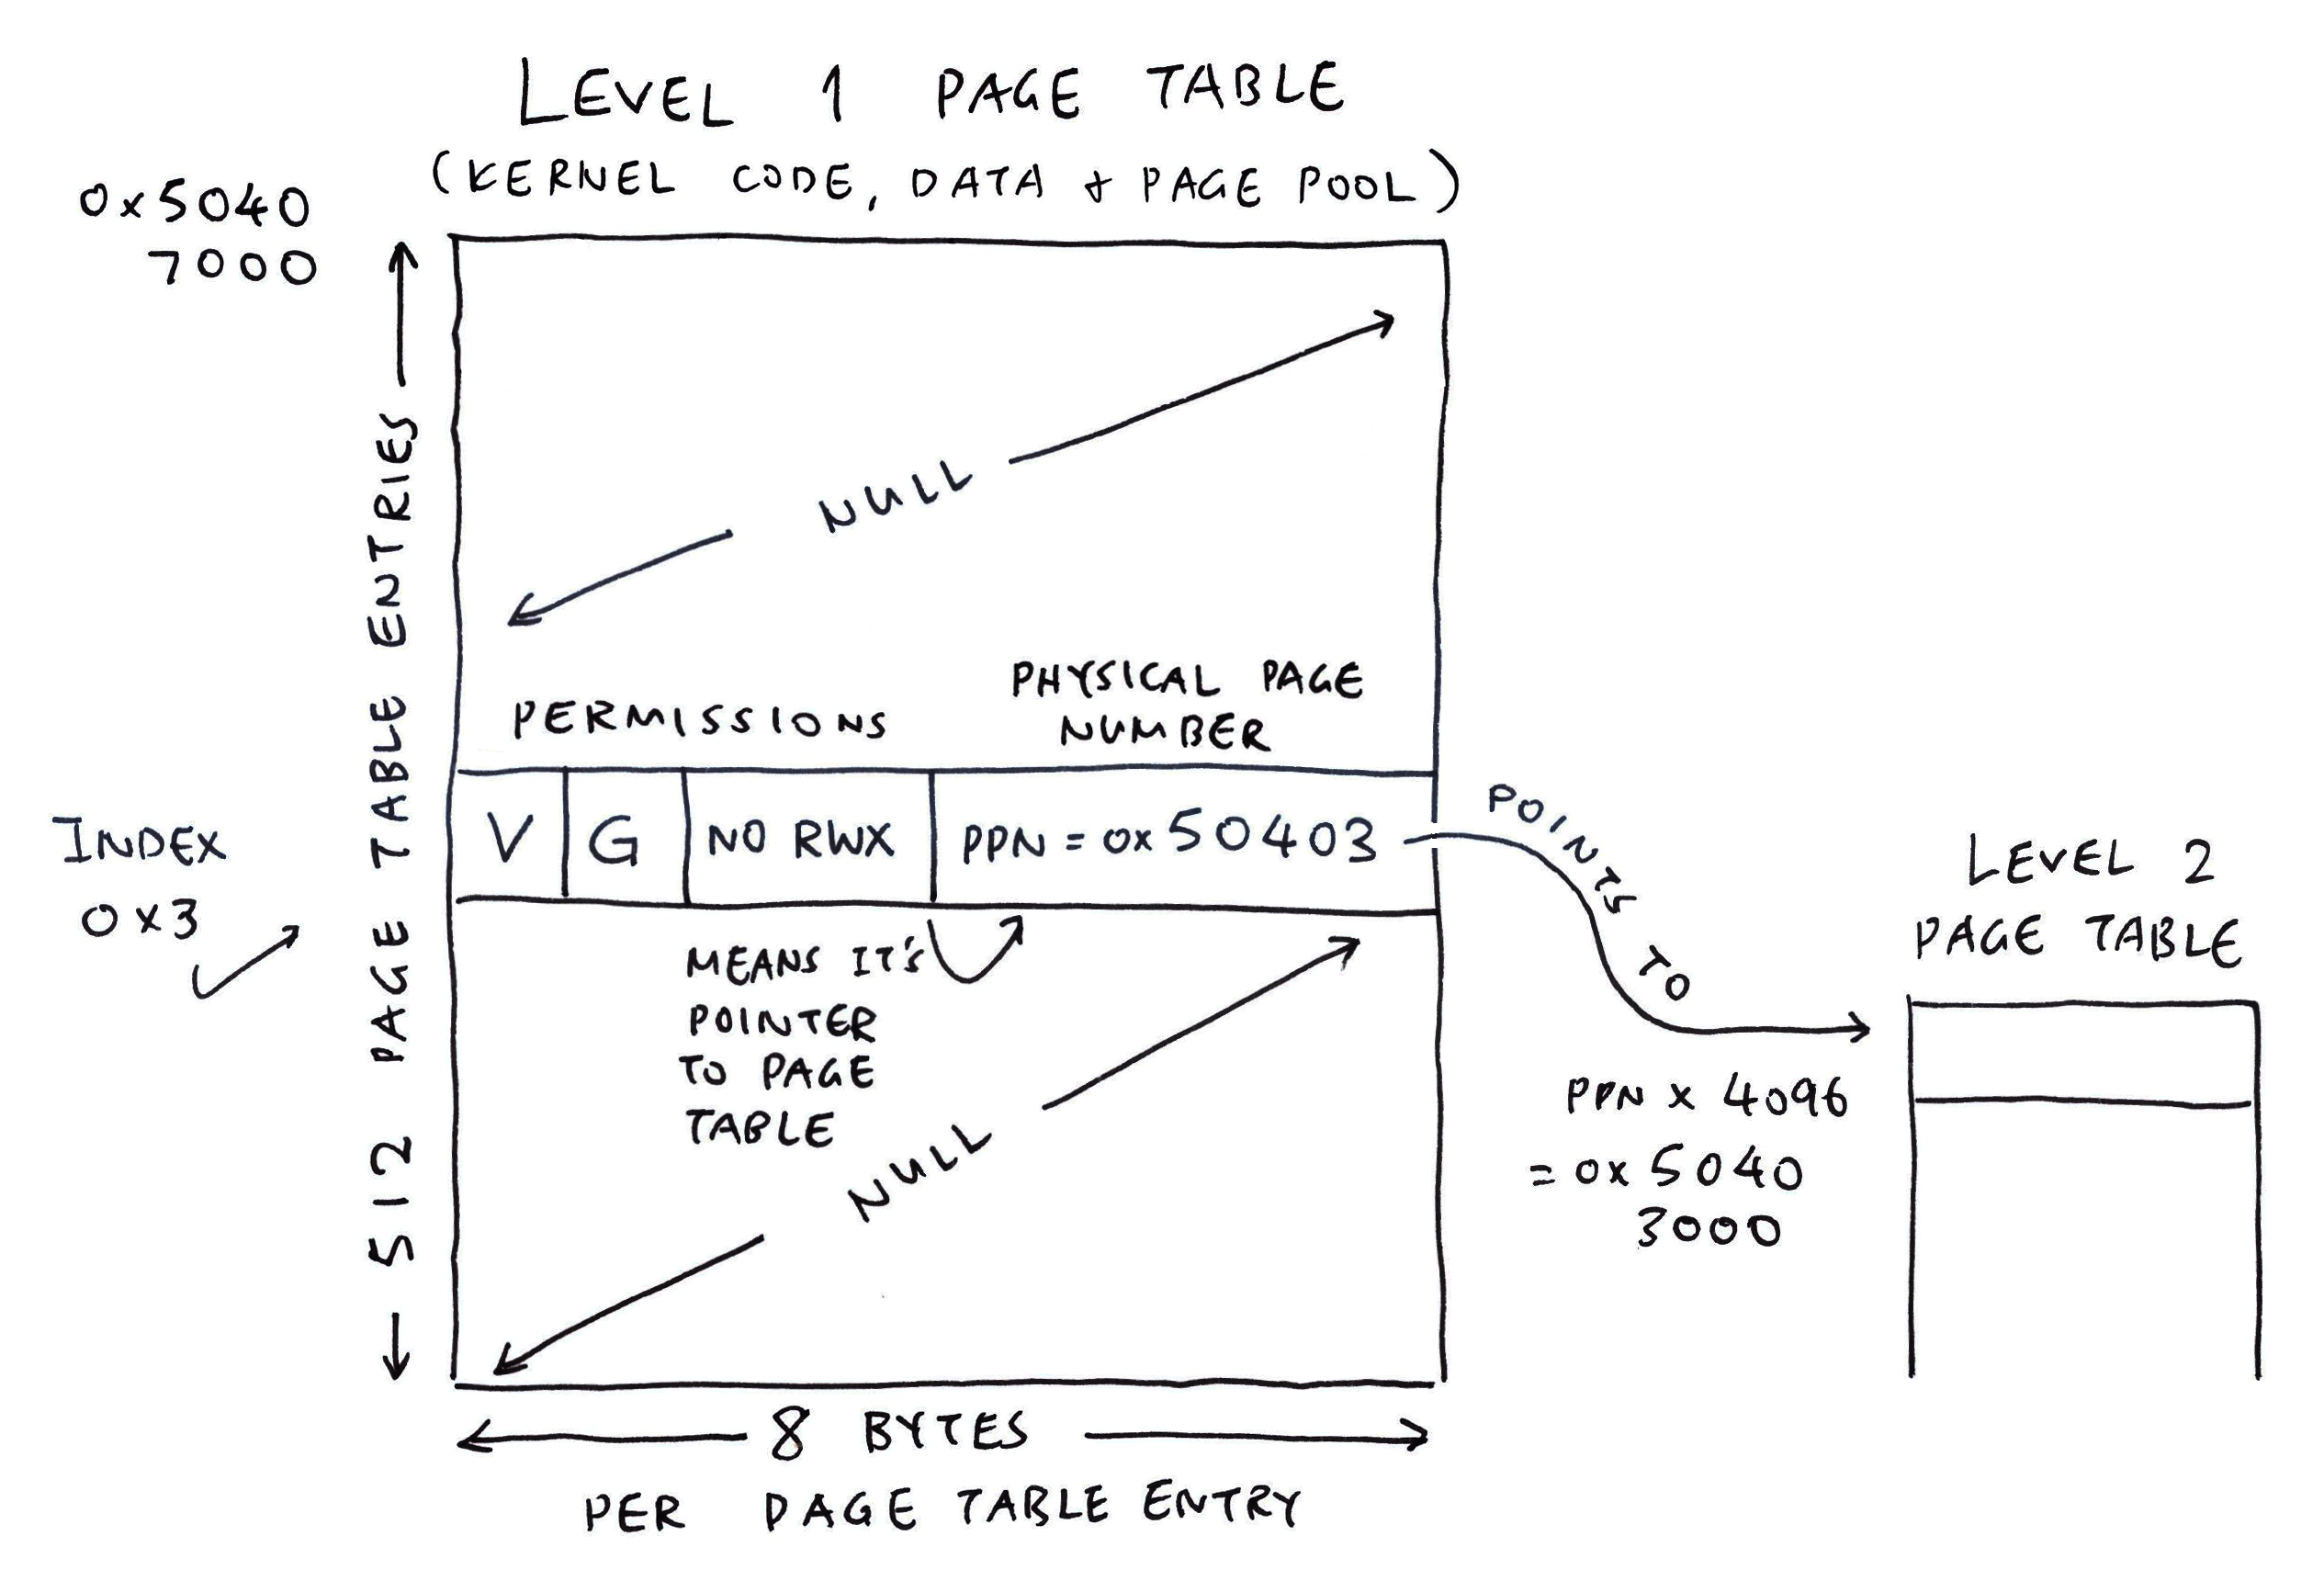 LEVEL 1 PAGE TABLE
(KERNEL CODE, DATA + PAGE POOL)
0x5040
7000
512 PAGE TABLE ENTRIES
NULL
PERMISSIONS
PHYSICAL PAGE
NUMBER
INDEX
0x3
V
G
NO RWX
PPN = 0x50403
POINTS TO
MEANS IT'S
POINTER
TO PAGE
TABLE
NULL
LEVEL 2
PAGE TABLE
PPN x 4096
= 0x5040
3000
8 BYTES
PER PAGE TABLE ENTRY